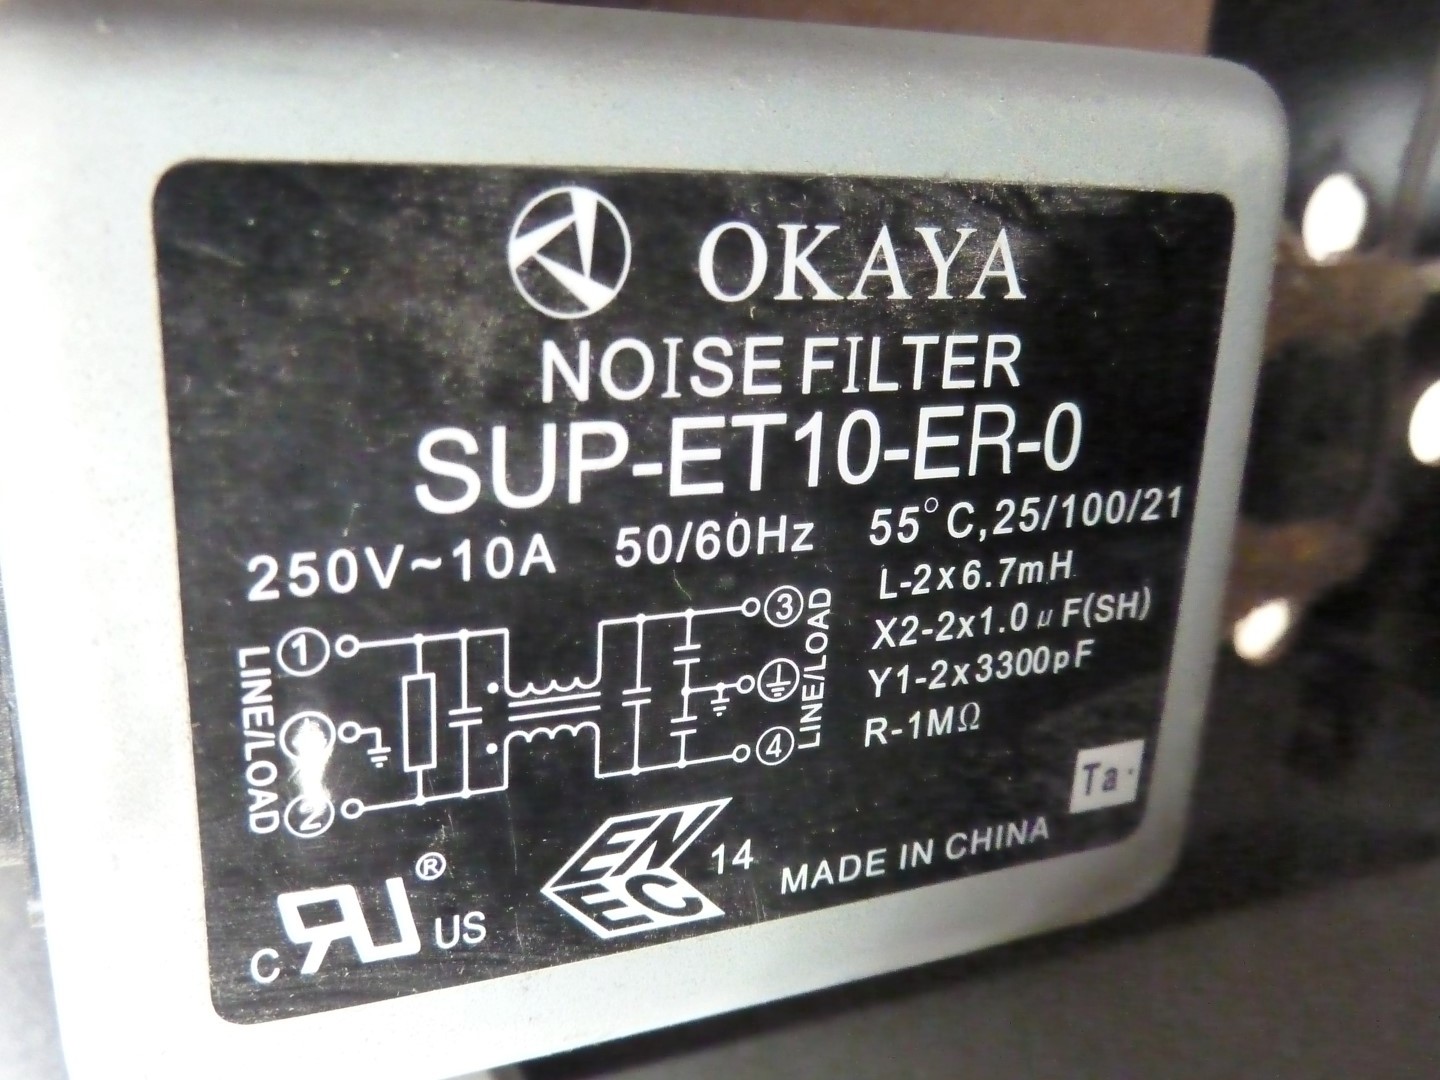 OKAYA
NOISE FILTER
SUP-ET10-ER-0
250V~10A 50/60Hz 55°C,25/100/21
L-2x6.7mH
X2-2x1.0μF(SH)
Y1-2x3300pF
R-1MΩ
LINE/LOAD
1
2
3
4
LINE/LOAD
Ta
C RU® US
ENEC 14
MADE IN CHINA